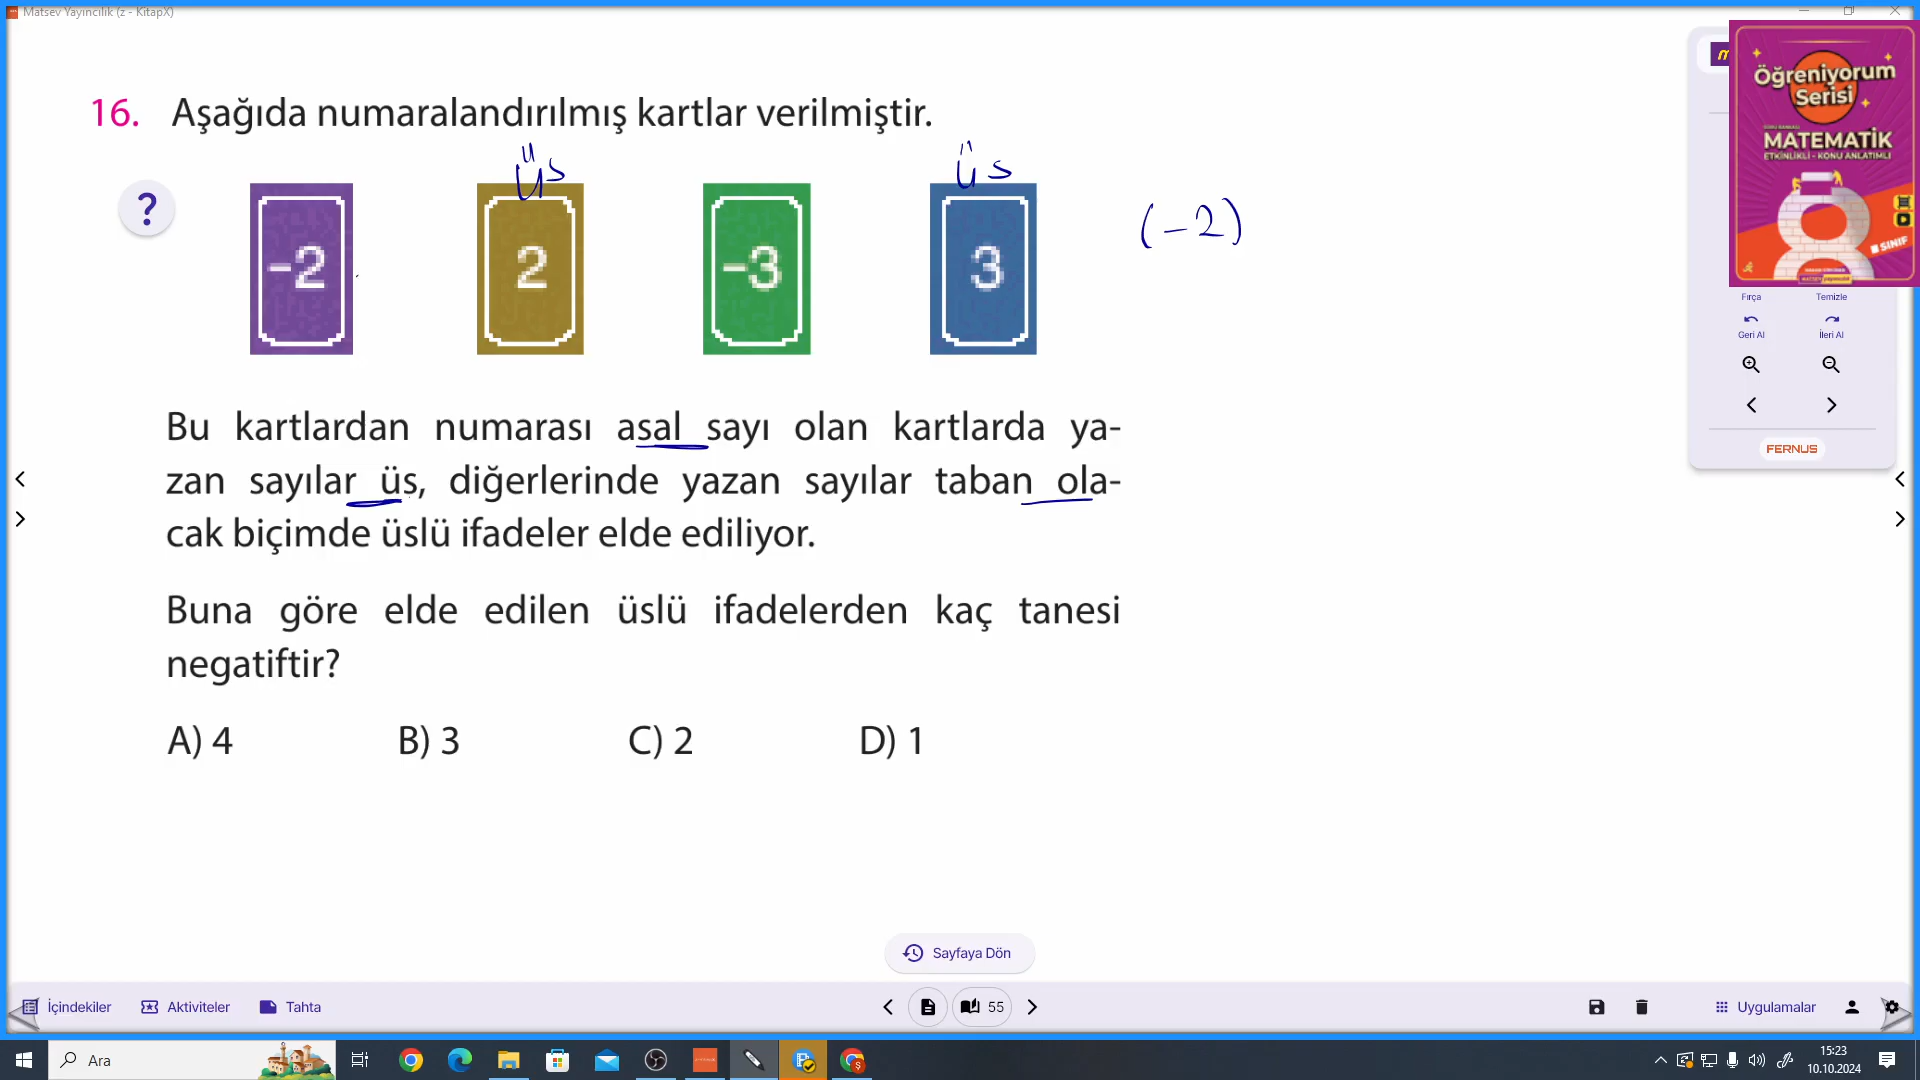 Matsev Yayıncılık (z - KitapX)
16. Aşağıda numaralandırılmış kartlar verilmiştir.
üs
üs
?
-2
2
-3
3
(-2)
Bu kartlardan numarası asal sayı olan kartlarda ya-
zan sayılar üs, diğerlerinde yazan sayılar taban ola-
cak biçimde üslü ifadeler elde ediliyor.
Buna göre elde edilen üslü ifadelerden kaç tanesi
negatiftir?
A) 4
B) 3
C) 2
D) 1
Öğreniyorum
Serisi
MATEMATİK
ETKİNLİKLİ - KONU ANLATIMLI
8
SINIF
Fırça
Temizle
Geri Al
İleri Al
FERNUS
Sayfaya Dön
İçindekiler
Aktiviteler
Tahta
55
Uygulamalar
Ara
15:23
10.10.2024